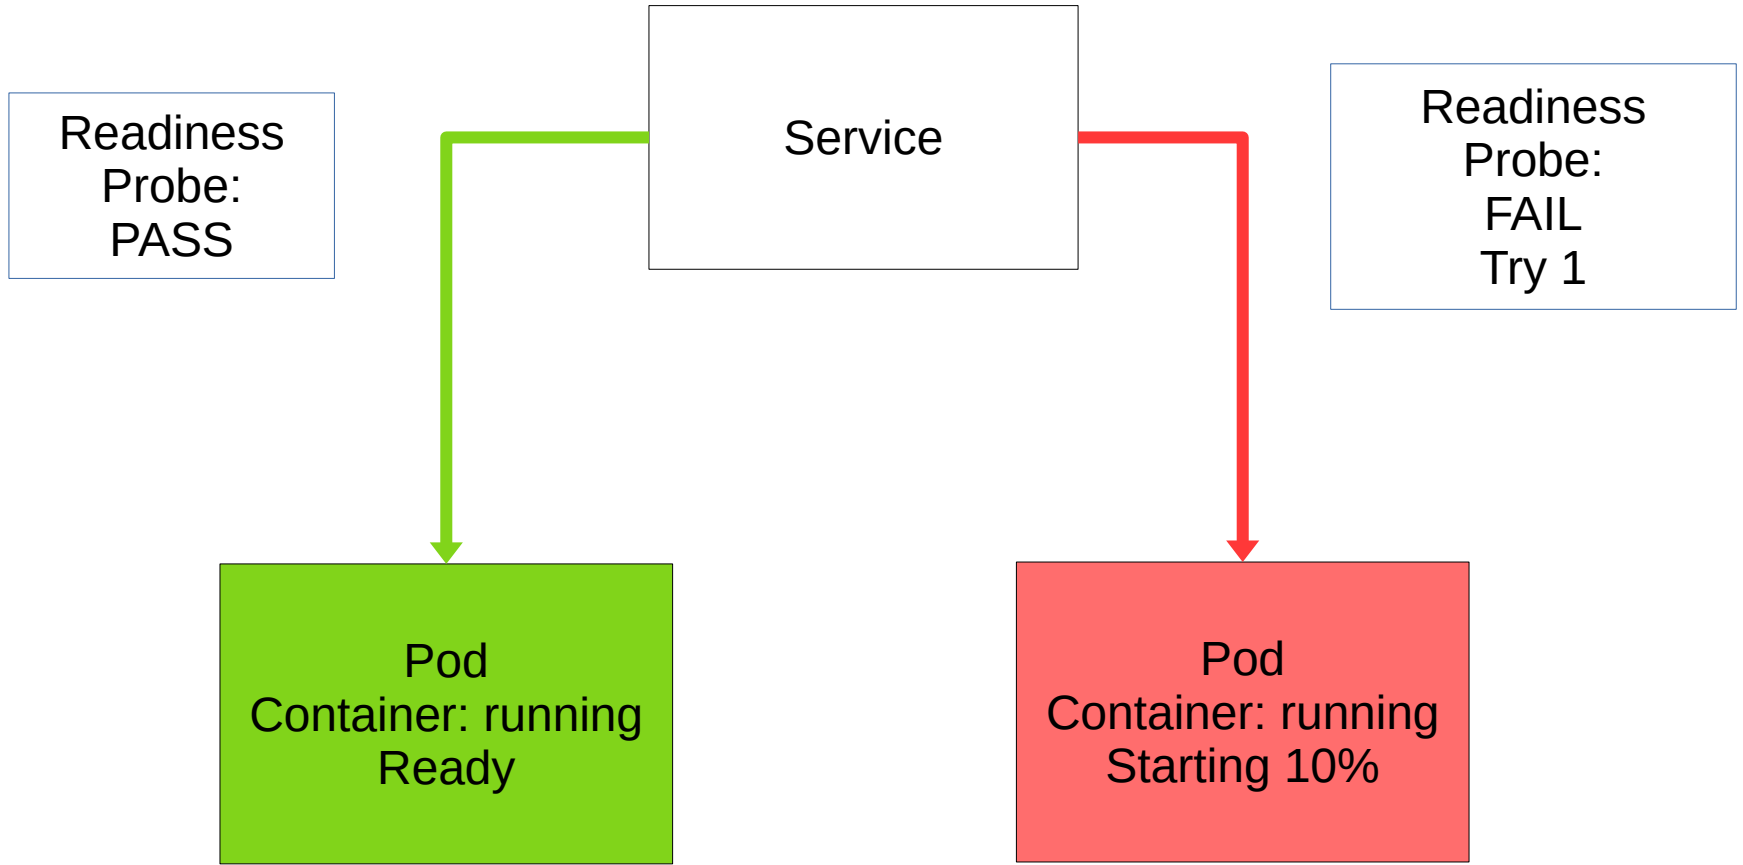 Service
Readiness
Probe:
PASS
Readiness
Probe:
FAIL
Try 1
Pod
Container: running
Ready
Pod
Container: running
Starting 10%